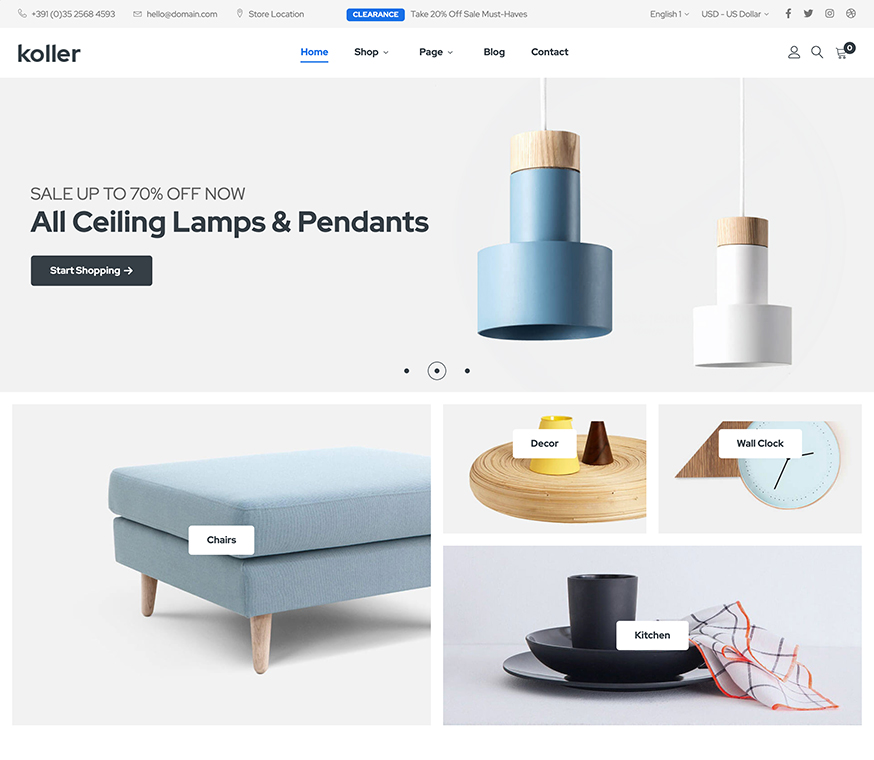 +391 (0)35 2568 4593 hello@domain.com Store Location CLEARANCE Take 20% Off Sale Must-Haves English 1 USD - US Dollar
koller Home Shop Page Blog Contact 0
SALE UP TO 70% OFF NOW
All Ceiling Lamps & Pendants
Start Shopping →
Decor
Wall Clock
Chairs
Kitchen